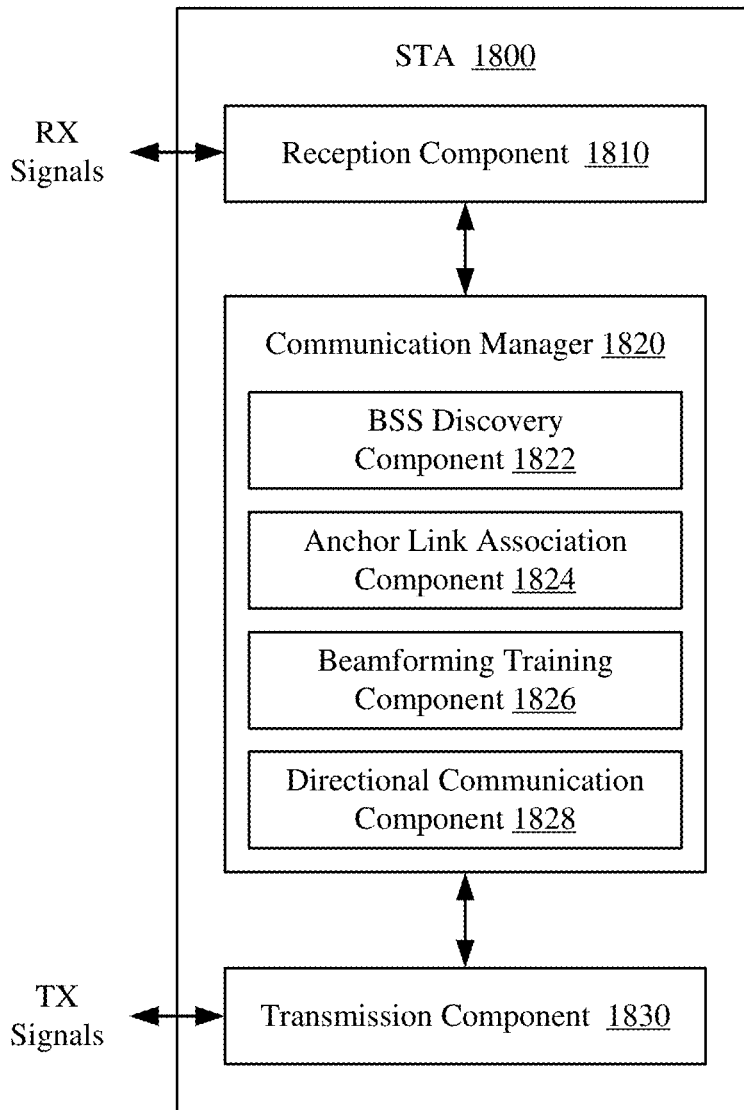 STA 1800
RX
Signals
Reception Component 1810
Communication Manager 1820
BSS Discovery
Component 1822
Anchor Link Association
Component 1824
Beamforming Training
Component 1826
Directional Communication
Component 1828
TX
Signals
Transmission Component 1830